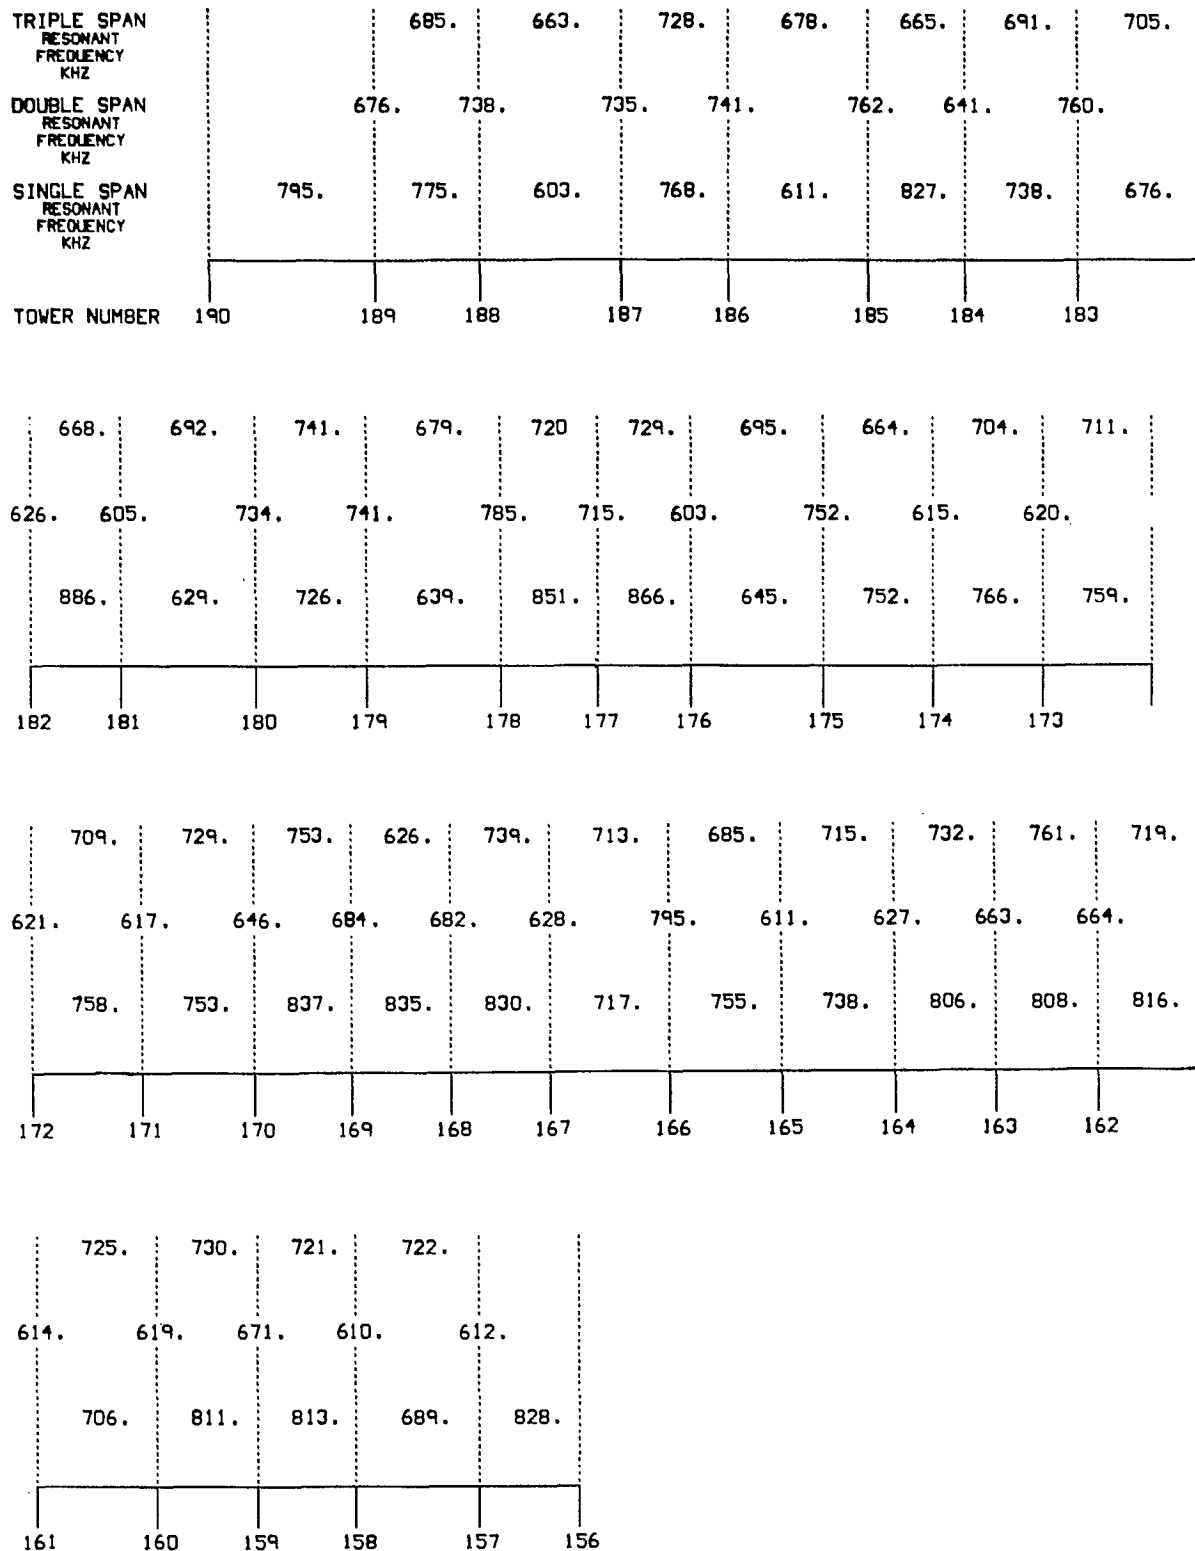 TRIPLE SPAN 685. 663. 728. 678. 665. 691. 705.
RESONANT
FREQUENCY
KHZ
DOUBLE SPAN 676. 738. 735. 741. 762. 641. 760.
RESONANT
FREQUENCY
KHZ
SINGLE SPAN 795. 775. 603. 768. 611. 827. 738. 676.
RESONANT
FREQUENCY
KHZ
TOWER NUMBER 190 189 188 187 186 185 184 183
668. 692. 741. 679. 720 729. 695. 664. 704. 711.
626. 605. 734. 741. 785. 715. 603. 752. 615. 620.
886. 629. 726. 639. 851. 866. 645. 752. 766. 759.
182 181 180 179 178 177 176 175 174 173
709. 729. 753. 626. 739. 713. 685. 715. 732. 761. 719.
621. 617. 646. 684. 682. 628. 795. 611. 627. 663. 664.
758. 753. 837. 835. 830. 717. 755. 738. 806. 808. 816.
172 171 170 169 168 167 166 165 164 163 162
725. 730. 721. 722.
614. 619. 671. 610. 612.
706. 811. 813. 689. 828.
161 160 159 158 157 156